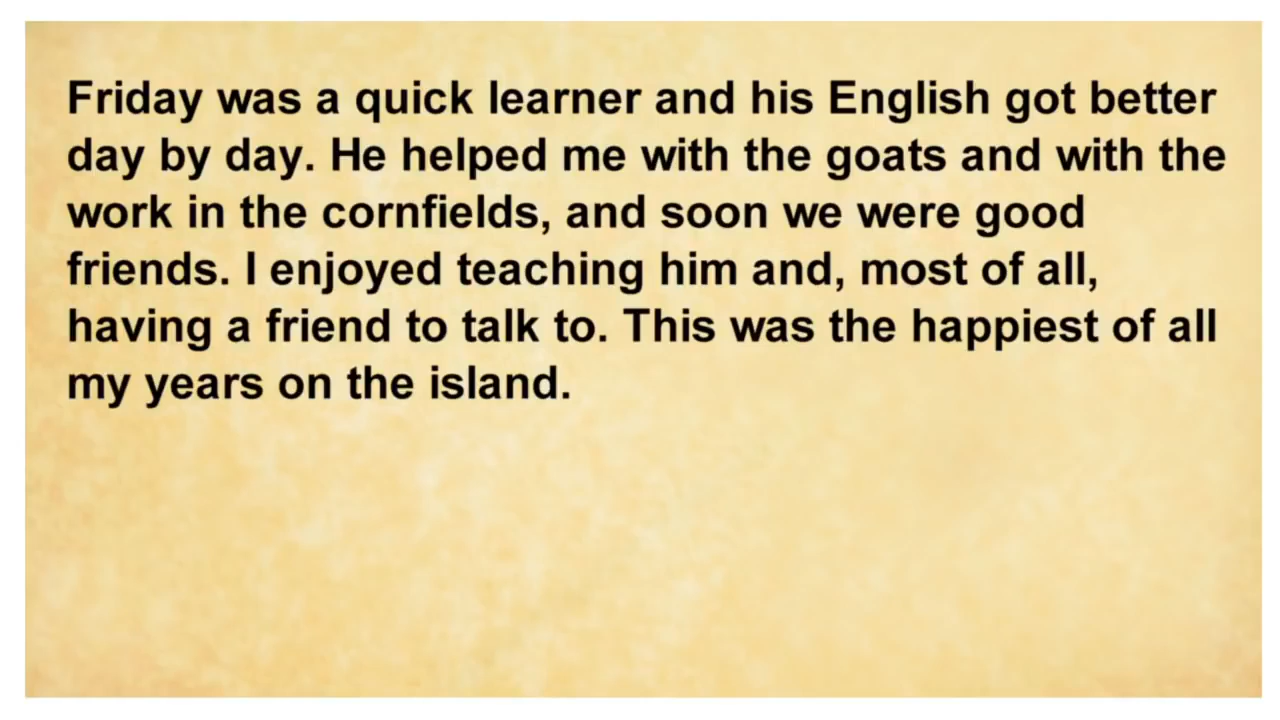 Friday was a quick learner and his English got better
day by day. He helped me with the goats and with the
work in the cornfields, and soon we were good
friends. I enjoyed teaching him and, most of all,
having a friend to talk to. This was the happiest of all
my years on the island.